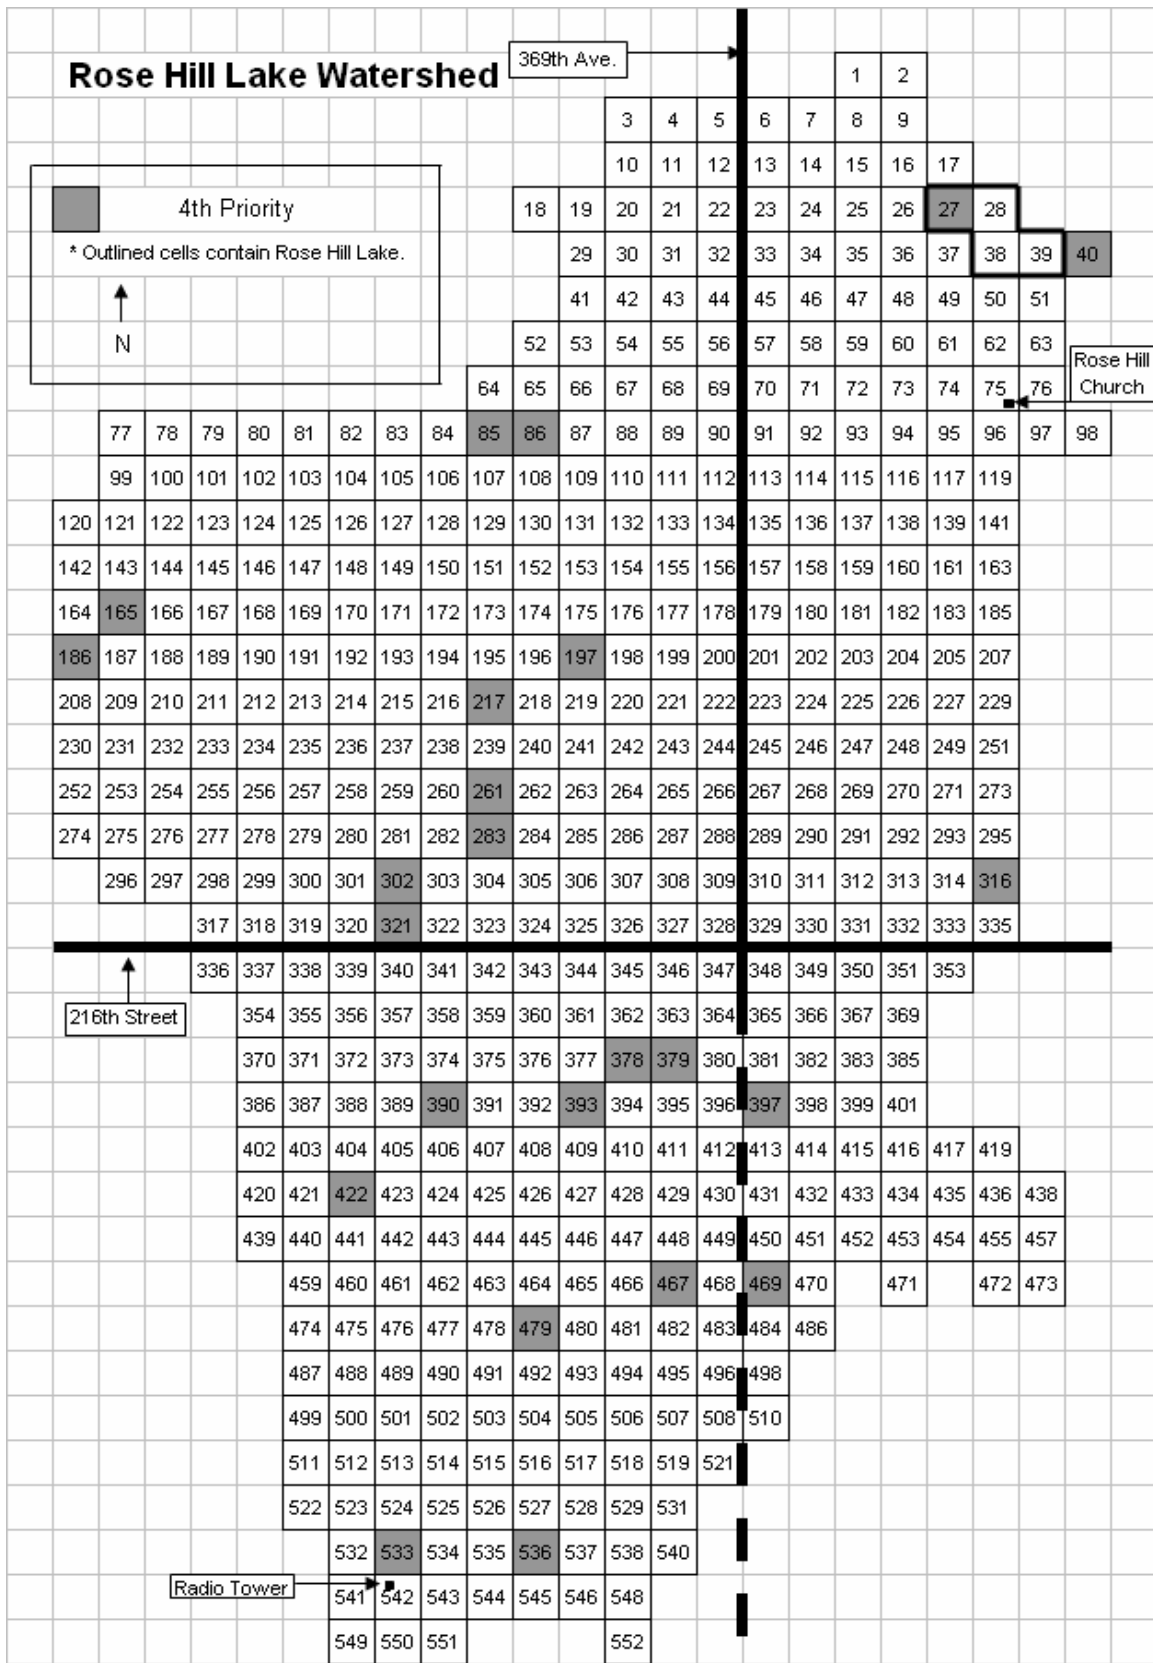 369th Ave.
Rose Hill Lake Watershed
1 2
3 4 5 6 7 8 9
10 11 12 13 14 15 16 17
4th Priority
18 19 20 21 22 23 24 25 26 27 28
* Outlined cells contain Rose Hill Lake.
29 30 31 32 33 34 35 36 37 38 39 40
41 42 43 44 45 46 47 48 49 50 51
N
52 53 54 55 56 57 58 59 60 61 62 63
Rose Hill
Church
64 65 66 67 68 69 70 71 72 73 74 75 76
77 78 79 80 81 82 83 84 85 86 87 88 89 90 91 92 93 94 95 96 97 98
99 100 101 102 103 104 105 106 107 108 109 110 111 112 113 114 115 116 117 119
120 121 122 123 124 125 126 127 128 129 130 131 132 133 134 135 136 137 138 139 141
142 143 144 145 146 147 148 149 150 151 152 153 154 155 156 157 158 159 160 161 163
164 165 166 167 168 169 170 171 172 173 174 175 176 177 178 179 180 181 182 183 185
186 187 188 189 190 191 192 193 194 195 196 197 198 199 200 201 202 203 204 205 207
208 209 210 211 212 213 214 215 216 217 218 219 220 221 222 223 224 225 226 227 229
230 231 232 233 234 235 236 237 238 239 240 241 242 243 244 245 246 247 248 249 251
252 253 254 255 256 257 258 259 260 261 262 263 264 265 266 267 268 269 270 271 273
274 275 276 277 278 279 280 281 282 283 284 285 286 287 288 289 290 291 292 293 295
296 297 298 299 300 301 302 303 304 305 306 307 308 309 310 311 312 313 314 316
317 318 319 320 321 322 323 324 325 326 327 328 329 330 331 332 333 335
336 337 338 339 340 341 342 343 344 345 346 347 348 349 350 351 353
216th Street
354 355 356 357 358 359 360 361 362 363 364 365 366 367 369
370 371 372 373 374 375 376 377 378 379 380 381 382 383 385
386 387 388 389 390 391 392 393 394 395 396 397 398 399 401
402 403 404 405 406 407 408 409 410 411 412 413 414 415 416 417 419
420 421 422 423 424 425 426 427 428 429 430 431 432 433 434 435 436 438
439 440 441 442 443 444 445 446 447 448 449 450 451 452 453 454 455 457
459 460 461 462 463 464 465 466 467 468 469 470 471 472 473
474 475 476 477 478 479 480 481 482 483 484 486
487 488 489 490 491 492 493 494 495 496 498
499 500 501 502 503 504 505 506 507 508 510
511 512 513 514 515 516 517 518 519 521
522 523 524 525 526 527 528 529 531
532 533 534 535 536 537 538 540
Radio Tower
541 542 543 544 545 546 548
549 550 551 552